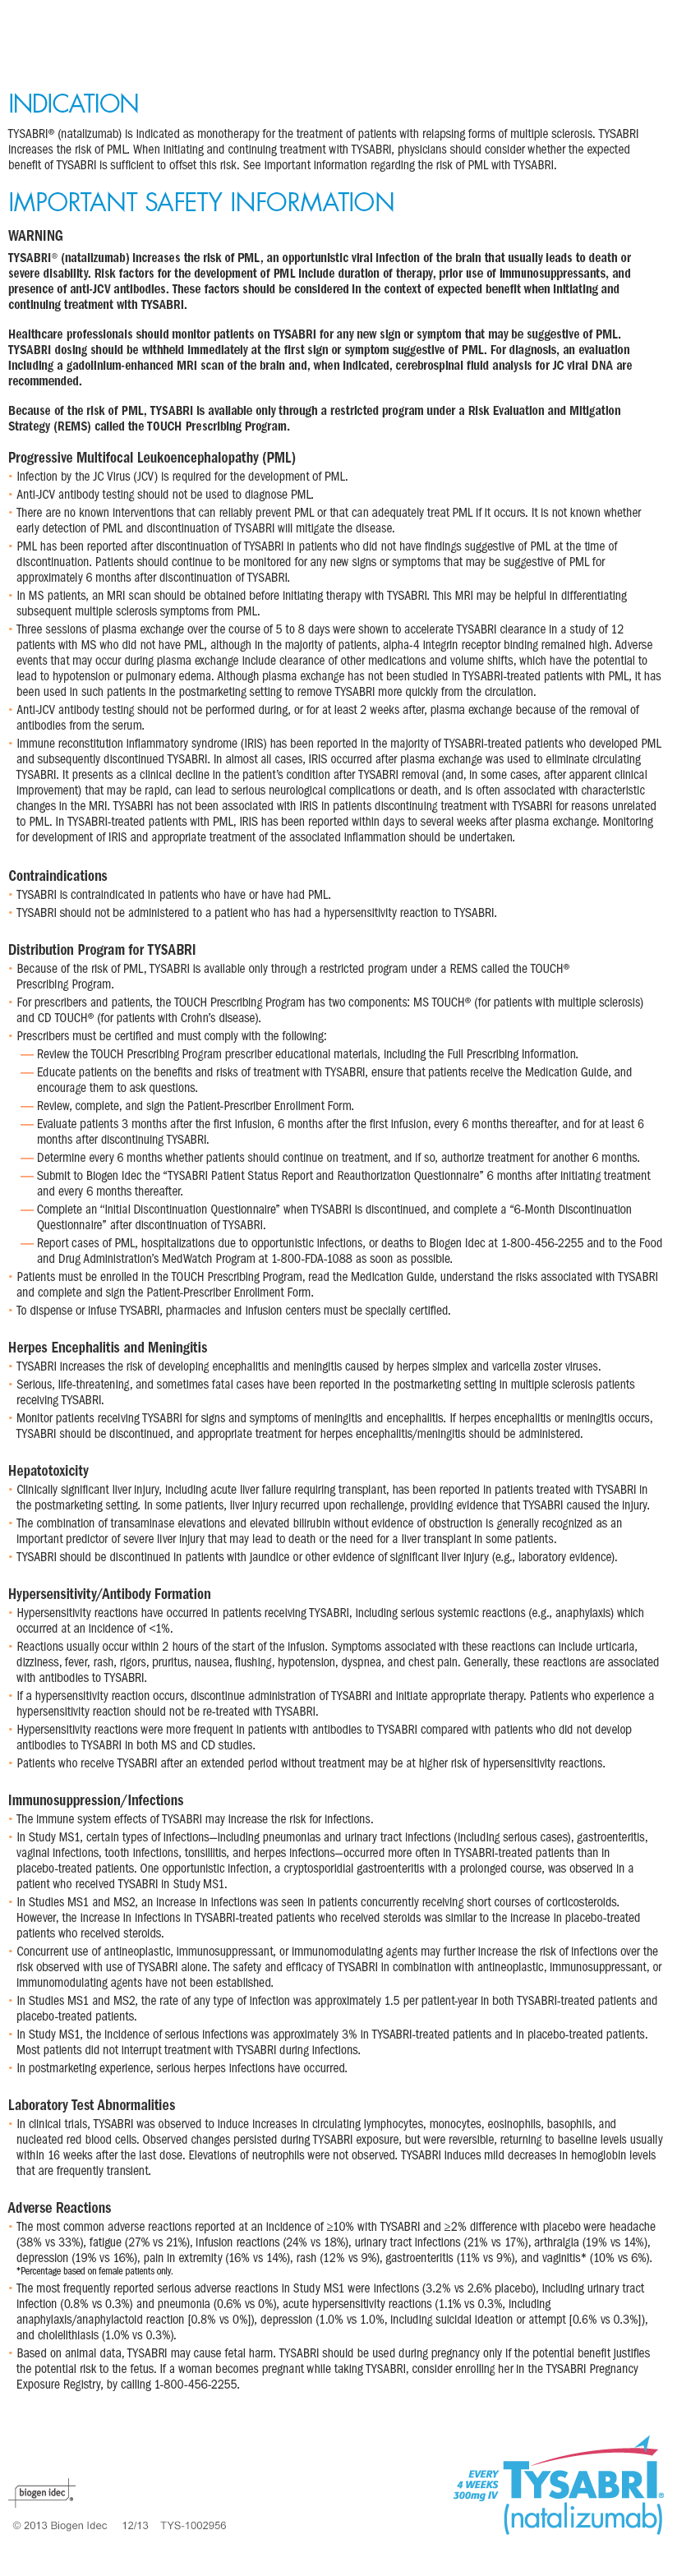 INDICATION
TYSABRI® (natalizumab) is indicated as monotherapy for the treatment of patients with relapsing forms of multiple sclerosis. TYSABRI
increases the risk of PML. When initiating and continuing treatment with TYSABRI, physicians should consider whether the expected
benefit of TYSABRI is sufficient to offset this risk. See important information regarding the risk of PML with TYSABRI.
IMPORTANT SAFETY INFORMATION
WARNING
TYSABRI® (natalizumab) increases the risk of PML, an opportunistic viral infection of the brain that usually leads to death or
severe disability. Risk factors for the development of PML include duration of therapy, prior use of immunosuppressants, and
presence of anti-JCV antibodies. These factors should be considered in the context of expected benefit when initiating and
continuing treatment with TYSABRI.
Healthcare professionals should monitor patients on TYSABRI for any new sign or symptom that may be suggestive of PML.
TYSABRI dosing should be withheld immediately at the first sign or symptom suggestive of PML. For diagnosis, an evaluation
including a gadolinium-enhanced MRI scan of the brain and, when indicated, cerebrospinal fluid analysis for JC viral DNA are
recommended.
Because of the risk of PML, TYSABRI is available only through a restricted program under a Risk Evaluation and Mitigation
Strategy (REMS) called the TOUCH Prescribing Program.
Progressive Multifocal Leukoencephalopathy (PML)
• Infection by the JC Virus (JCV) is required for the development of PML.
• Anti-JCV antibody testing should not be used to diagnose PML.
• There are no known interventions that can reliably prevent PML or that can adequately treat PML if it occurs. It is not known whether
early detection of PML and discontinuation of TYSABRI will mitigate the disease.
• PML has been reported after discontinuation of TYSABRI in patients who did not have findings suggestive of PML at the time of
discontinuation. Patients should continue to be monitored for any new signs or symptoms that may be suggestive of PML for
approximately 6 months after discontinuation of TYSABRI.
• In MS patients, an MRI scan should be obtained before initiating therapy with TYSABRI. This MRI may be helpful in differentiating
subsequent multiple sclerosis symptoms from PML.
• Three sessions of plasma exchange over the course of 5 to 8 days were shown to accelerate TYSABRI clearance in a study of 12
patients with MS who did not have PML, although in the majority of patients, alpha-4 integrin receptor binding remained high. Adverse
events that may occur during plasma exchange include clearance of other medications and volume shifts, which have the potential to
lead to hypotension or pulmonary edema. Although plasma exchange has not been studied in TYSABRI-treated patients with PML, it has
been used in such patients in the postmarketing setting to remove TYSABRI more quickly from the circulation.
• Anti-JCV antibody testing should not be performed during, or for at least 2 weeks after, plasma exchange because of the removal of
antibodies from the serum.
• Immune reconstitution inflammatory syndrome (IRIS) has been reported in the majority of TYSABRI-treated patients who developed PML
and subsequently discontinued TYSABRI. In almost all cases, IRIS occurred after plasma exchange was used to eliminate circulating
TYSABRI. It presents as a clinical decline in the patient's condition after TYSABRI removal (and, in some cases, after apparent clinical
improvement) that may be rapid, can lead to serious neurological complications or death, and is often associated with characteristic
changes in the MRI. TYSABRI has not been associated with IRIS in patients discontinuing treatment with TYSABRI for reasons unrelated
to PML. In TYSABRI-treated patients with PML, IRIS has been reported within days to several weeks after plasma exchange. Monitoring
for development of IRIS and appropriate treatment of the associated inflammation should be undertaken.
Contraindications
• TYSABRI is contraindicated in patients who have or have had PML.
• TYSABRI should not be administered to a patient who has had a hypersensitivity reaction to TYSABRI.
Distribution Program for TYSABRI
• Because of the risk of PML, TYSABRI is available only through a restricted program under a REMS called the TOUCH®
Prescribing Program.
• For prescribers and patients, the TOUCH Prescribing Program has two components: MS TOUCH® (for patients with multiple sclerosis)
and CD TOUCH® (for patients with Crohn's disease).
• Prescribers must be certified and must comply with the following:
— Review the TOUCH Prescribing Program prescriber educational materials, including the Full Prescribing Information.
— Educate patients on the benefits and risks of treatment with TYSABRI, ensure that patients receive the Medication Guide, and
encourage them to ask questions.
— Review, complete, and sign the Patient-Prescriber Enrollment Form.
— Evaluate patients 3 months after the first infusion, 6 months after the first infusion, every 6 months thereafter, and for at least 6
months after discontinuing TYSABRI.
— Determine every 6 months whether patients should continue on treatment, and if so, authorize treatment for another 6 months.
— Submit to Biogen Idec the “TYSABRI Patient Status Report and Reauthorization Questionnaire” 6 months after initiating treatment
and every 6 months thereafter.
— Complete an “Initial Discontinuation Questionnaire” when TYSABRI is discontinued, and complete a “6-Month Discontinuation
Questionnaire” after discontinuation of TYSABRI.
— Report cases of PML, hospitalizations due to opportunistic infections, or deaths to Biogen Idec at 1-800-456-2255 and to the Food
and Drug Administration's MedWatch Program at 1-800-FDA-1088 as soon as possible.
• Patients must be enrolled in the TOUCH Prescribing Program, read the Medication Guide, understand the risks associated with TYSABRI
and complete and sign the Patient-Prescriber Enrollment Form.
• To dispense or infuse TYSABRI, pharmacies and infusion centers must be specially certified.
Herpes Encephalitis and Meningitis
• TYSABRI increases the risk of developing encephalitis and meningitis caused by herpes simplex and varicella zoster viruses.
• Serious, life-threatening, and sometimes fatal cases have been reported in the postmarketing setting in multiple sclerosis patients
receiving TYSABRI.
• Monitor patients receiving TYSABRI for signs and symptoms of meningitis and encephalitis. If herpes encephalitis or meningitis occurs,
TYSABRI should be discontinued, and appropriate treatment for herpes encephalitis/meningitis should be administered.
Hepatotoxicity
• Clinically significant liver injury, including acute liver failure requiring transplant, has been reported in patients treated with TYSABRI in
the postmarketing setting. In some patients, liver injury recurred upon rechallenge, providing evidence that TYSABRI caused the injury.
• The combination of transaminase elevations and elevated bilirubin without evidence of obstruction is generally recognized as an
important predictor of severe liver injury that may lead to death or the need for a liver transplant in some patients.
• TYSABRI should be discontinued in patients with jaundice or other evidence of significant liver injury (e.g., laboratory evidence).
Hypersensitivity/Antibody Formation
• Hypersensitivity reactions have occurred in patients receiving TYSABRI, including serious systemic reactions (e.g., anaphylaxis) which
occurred at an incidence of <1%.
• Reactions usually occur within 2 hours of the start of the infusion. Symptoms associated with these reactions can include urticaria,
dizziness, fever, rash, rigors, pruritus, nausea, flushing, hypotension, dyspnea, and chest pain. Generally, these reactions are associated
with antibodies to TYSABRI.
• If a hypersensitivity reaction occurs, discontinue administration of TYSABRI and initiate appropriate therapy. Patients who experience a
hypersensitivity reaction should not be re-treated with TYSABRI.
• Hypersensitivity reactions were more frequent in patients with antibodies to TYSABRI compared with patients who did not develop
antibodies to TYSABRI in both MS and CD studies.
• Patients who receive TYSABRI after an extended period without treatment may be at higher risk of hypersensitivity reactions.
Immunosuppression/Infections
• The immune system effects of TYSABRI may increase the risk for infections.
• In Study MS1, certain types of infections—including pneumonias and urinary tract infections (including serious cases), gastroenteritis,
vaginal infections, tooth infections, tonsillitis, and herpes infections—occurred more often in TYSABRI-treated patients than in
placebo-treated patients. One opportunistic infection, a cryptosporidial gastroenteritis with a prolonged course, was observed in a
patient who received TYSABRI in Study MS1.
• In Studies MS1 and MS2, an increase in infections was seen in patients concurrently receiving short courses of corticosteroids.
However, the increase in infections in TYSABRI-treated patients who received steroids was similar to the increase in placebo-treated
patients who received steroids.
• Concurrent use of antineoplastic, immunosuppressant, or immunomodulating agents may further increase the risk of infections over the
risk observed with use of TYSABRI alone. The safety and efficacy of TYSABRI in combination with antineoplastic, immunosuppressant, or
immunomodulating agents have not been established.
• In Studies MS1 and MS2, the rate of any type of infection was approximately 1.5 per patient-year in both TYSABRI-treated patients and
placebo-treated patients.
• In Study MS1, the incidence of serious infections was approximately 3% in TYSABRI-treated patients and in placebo-treated patients.
Most patients did not interrupt treatment with TYSABRI during infections.
• In postmarketing experience, serious herpes infections have occurred.
Laboratory Test Abnormalities
• In clinical trials, TYSABRI was observed to induce increases in circulating lymphocytes, monocytes, eosinophils, basophils, and
nucleated red blood cells. Observed changes persisted during TYSABRI exposure, but were reversible, returning to baseline levels usually
within 16 weeks after the last dose. Elevations of neutrophils were not observed. TYSABRI induces mild decreases in hemoglobin levels
that are frequently transient.
Adverse Reactions
• The most common adverse reactions reported at an incidence of ≥10% with TYSABRI and ≥2% difference with placebo were headache
(38% vs 33%), fatigue (27% vs 21%), infusion reactions (24% vs 18%), urinary tract infections (21% vs 17%), arthralgia (19% vs 14%),
depression (19% vs 16%), pain in extremity (16% vs 14%), rash (12% vs 9%), gastroenteritis (11% vs 9%), and vaginitis* (10% vs 6%).
*Percentage based on female patients only.
• The most frequently reported serious adverse reactions in Study MS1 were infections (3.2% vs 2.6% placebo), including urinary tract
infection (0.8% vs 0.3%) and pneumonia (0.6% vs 0%), acute hypersensitivity reactions (1.1% vs 0.3%, including
anaphylaxis/anaphylactoid reaction [0.8% vs 0%]), depression (1.0% vs 1.0%, including suicidal ideation or attempt [0.6% vs 0.3%]),
and cholelithiasis (1.0% vs 0.3%).
• Based on animal data, TYSABRI may cause fetal harm. TYSABRI should be used during pregnancy only if the potential benefit justifies
the potential risk to the fetus. If a woman becomes pregnant while taking TYSABRI, consider enrolling her in the TYSABRI Pregnancy
Exposure Registry, by calling 1-800-456-2255.
EVERY
4 WEEKS
300mg IV
TYSABRI®
(natalizumab)
biogen idec®
© 2013 Biogen Idec 12/13 TYS-1002956